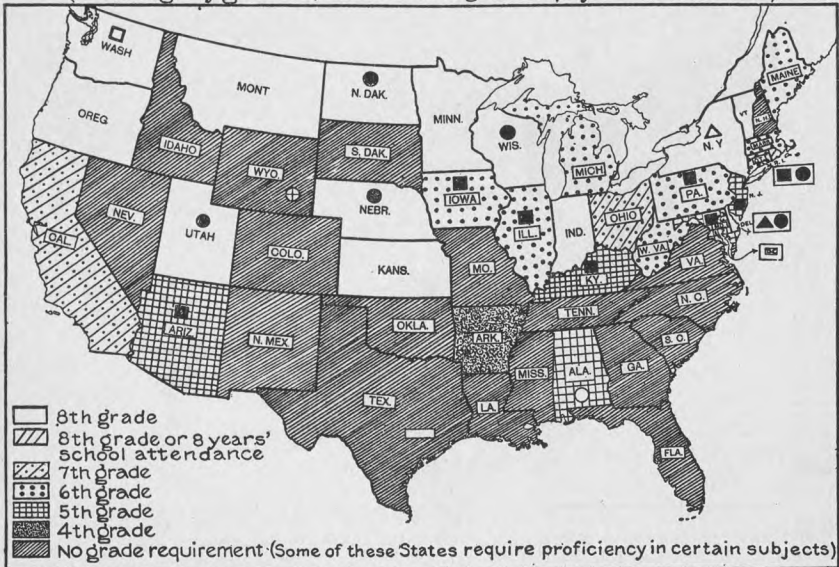 WASH
MONT
N. DAK.
MINN.
MAINE
OREG.
IDAHO
WYO.
S. DAK.
WIS.
MICH
N. Y
VT
N. H.
MASS
NEV.
UTAH
NEBR.
IOWA
ILL.
IND.
OHIO
PA.
N. J.
CAL.
COLO.
KANS.
MO.
KY.
W. VA.
VA.
DEL.
D.C.
ARIZ.
N. MEX.
OKLA.
ARK.
TENN.
N. C.
S. C.
TEX.
LA.
MISS.
ALA.
GA.
FLA.
8th grade
8th grade or 8 years'
school attendance
7th grade
6th grade
5th grade
4th grade
No grade requirement (Some of these States require proficiency in certain subjects)